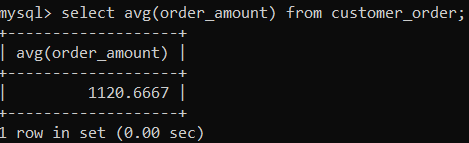 mysql> select avg(order_amount) from customer_order;
+-------------------+
| avg(order_amount) |
+-------------------+
|         1120.6667 |
+-------------------+
1 row in set (0.00 sec)